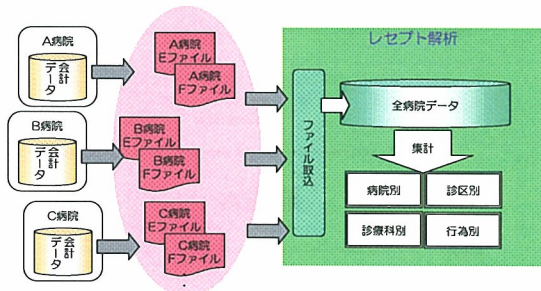 A病院
会計
データ
A病院
Eファイル
A病院
Fファイル
B病院
会計
データ
B病院
Eファイル
B病院
Fファイル
C病院
会計
データ
C病院
Eファイル
C病院
Fファイル
レセプト解析
ファイル取込
全病院データ
集計
病院別
診区別
診療科別
行為別